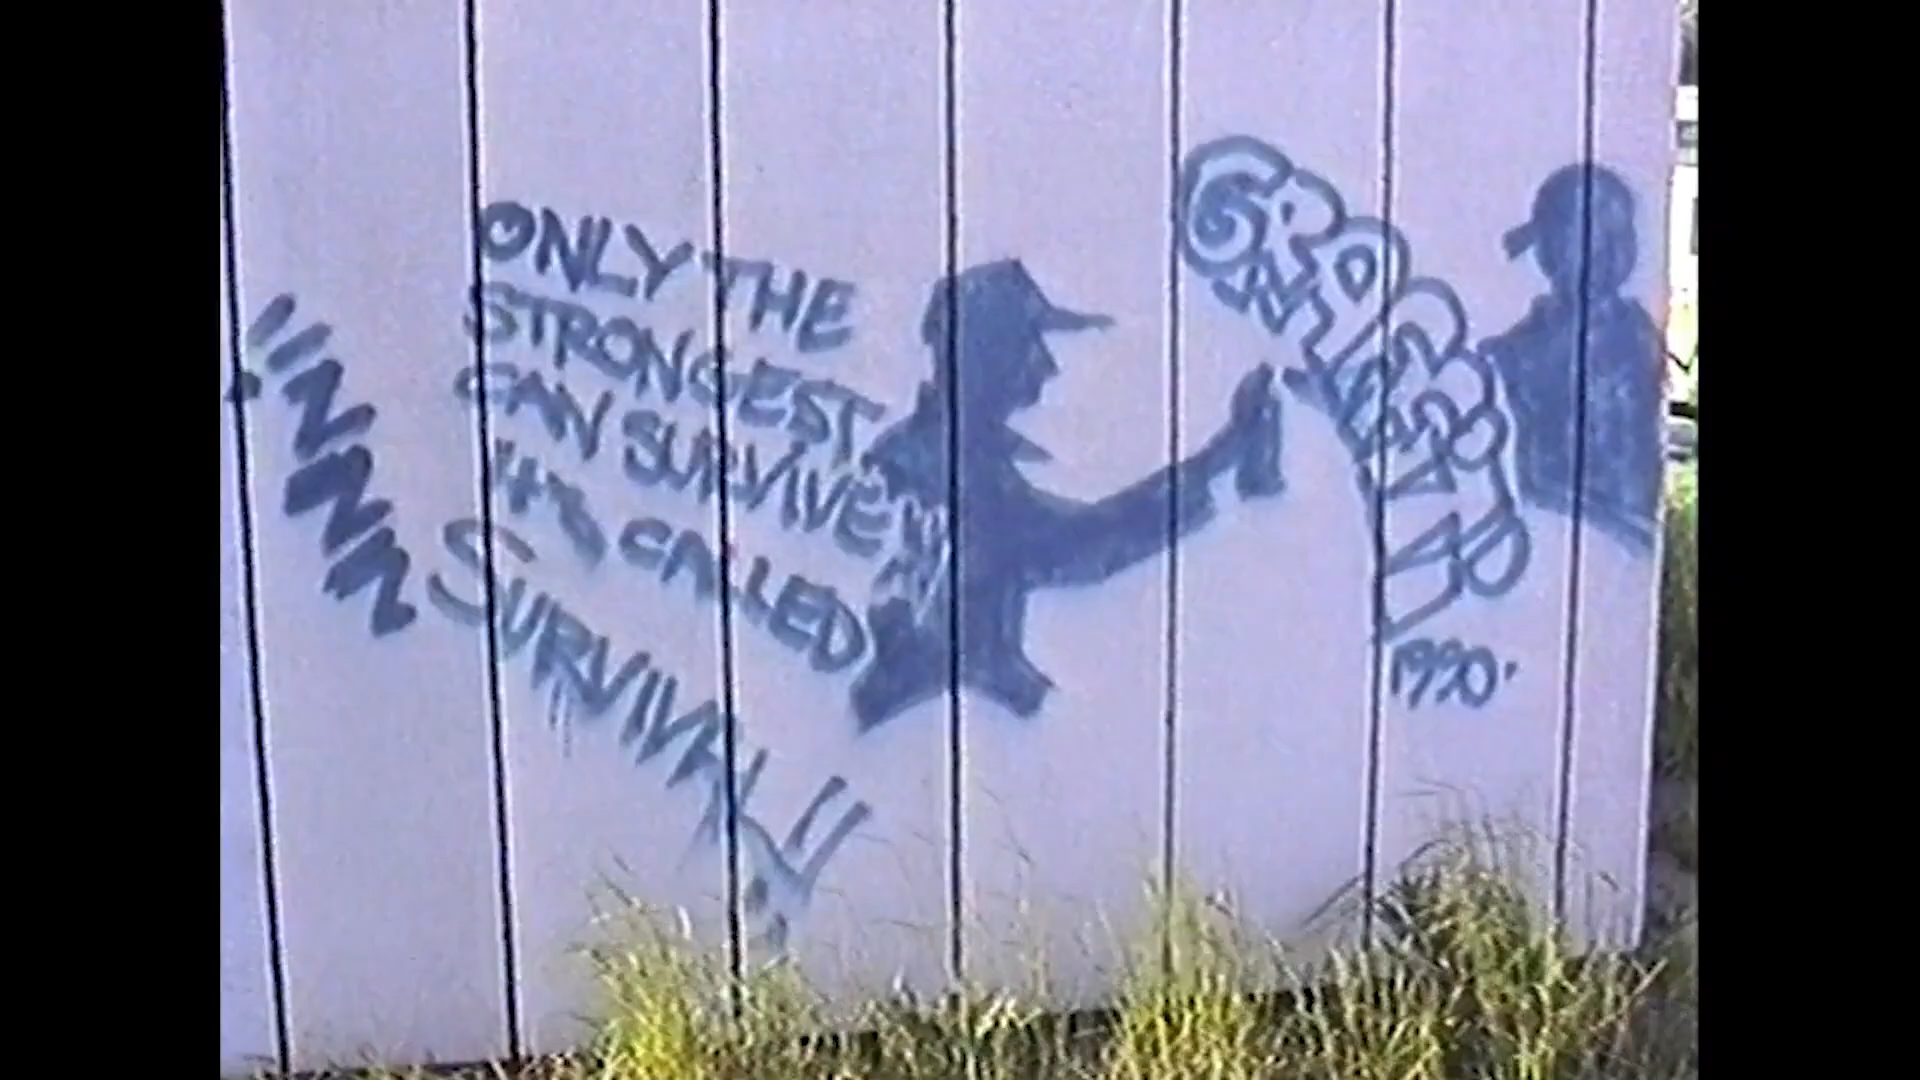 ONLY THE
STRONGEST
CAN SURVIVE!!
it's CALLED
SURVIVAL!!
1990.